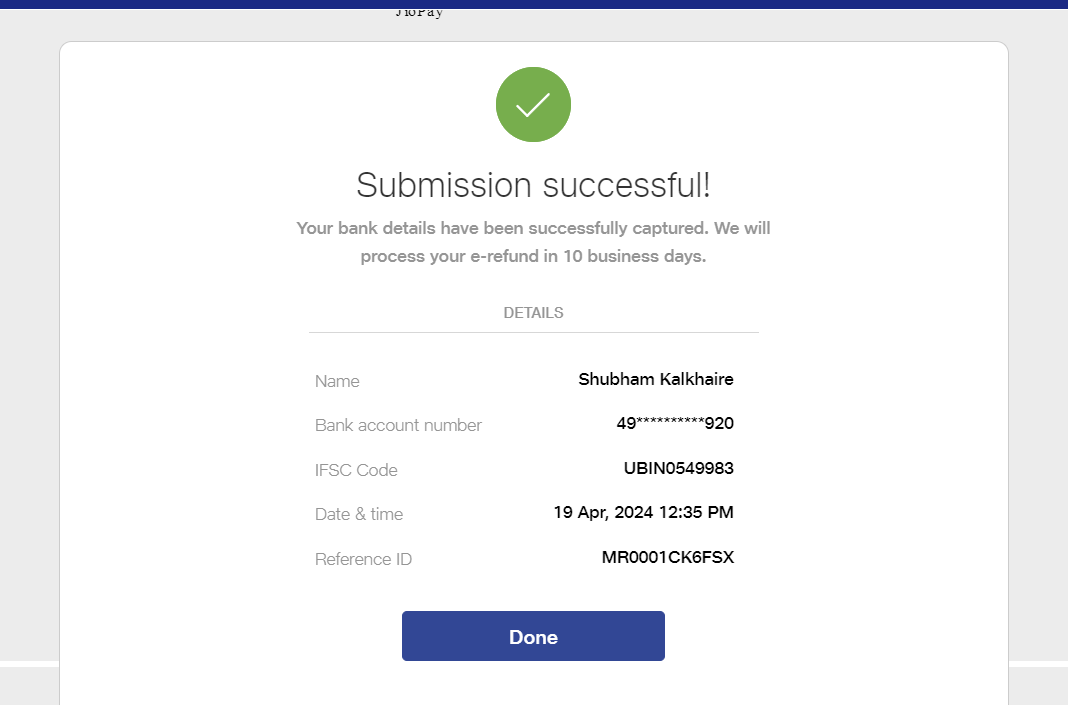 JioPay
Submission successful!
Your bank details have been successfully captured. We will
process your e-refund in 10 business days.
DETAILS
Name Shubham Kalkhaire
Bank account number 49**********920
IFSC Code UBIN0549983
Date & time 19 Apr, 2024 12:35 PM
Reference ID MR0001CK6FSX
Done